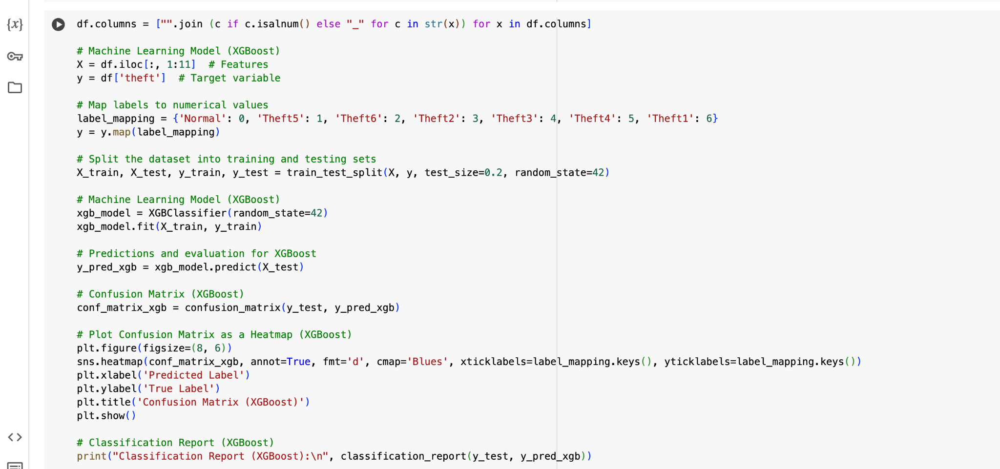 {x}
df.columns = ["".join (c if c.isalnum() else "_" for c in str(x)) for x in df.columns]
# Machine Learning Model (XGBoost)
X = df.iloc[:, 1:11]  # Features
y = df['theft']  # Target variable
# Map labels to numerical values
label_mapping = {'Normal': 0, 'Theft5': 1, 'Theft6': 2, 'Theft2': 3, 'Theft3': 4, 'Theft4': 5, 'Theft1': 6}
y = y.map(label_mapping)
# Split the dataset into training and testing sets
X_train, X_test, y_train, y_test = train_test_split(X, y, test_size=0.2, random_state=42)
# Machine Learning Model (XGBoost)
xgb_model = XGBClassifier(random_state=42)
xgb_model.fit(X_train, y_train)
# Predictions and evaluation for XGBoost
y_pred_xgb = xgb_model.predict(X_test)
# Confusion Matrix (XGBoost)
conf_matrix_xgb = confusion_matrix(y_test, y_pred_xgb)
# Plot Confusion Matrix as a Heatmap (XGBoost)
plt.figure(figsize=(8, 6))
sns.heatmap(conf_matrix_xgb, annot=True, fmt='d', cmap='Blues', xticklabels=label_mapping.keys(), yticklabels=label_mapping.keys())
plt.xlabel('Predicted Label')
plt.ylabel('True Label')
plt.title('Confusion Matrix (XGBoost)')
plt.show()
# Classification Report (XGBoost)
print("Classification Report (XGBoost):\n", classification_report(y_test, y_pred_xgb))